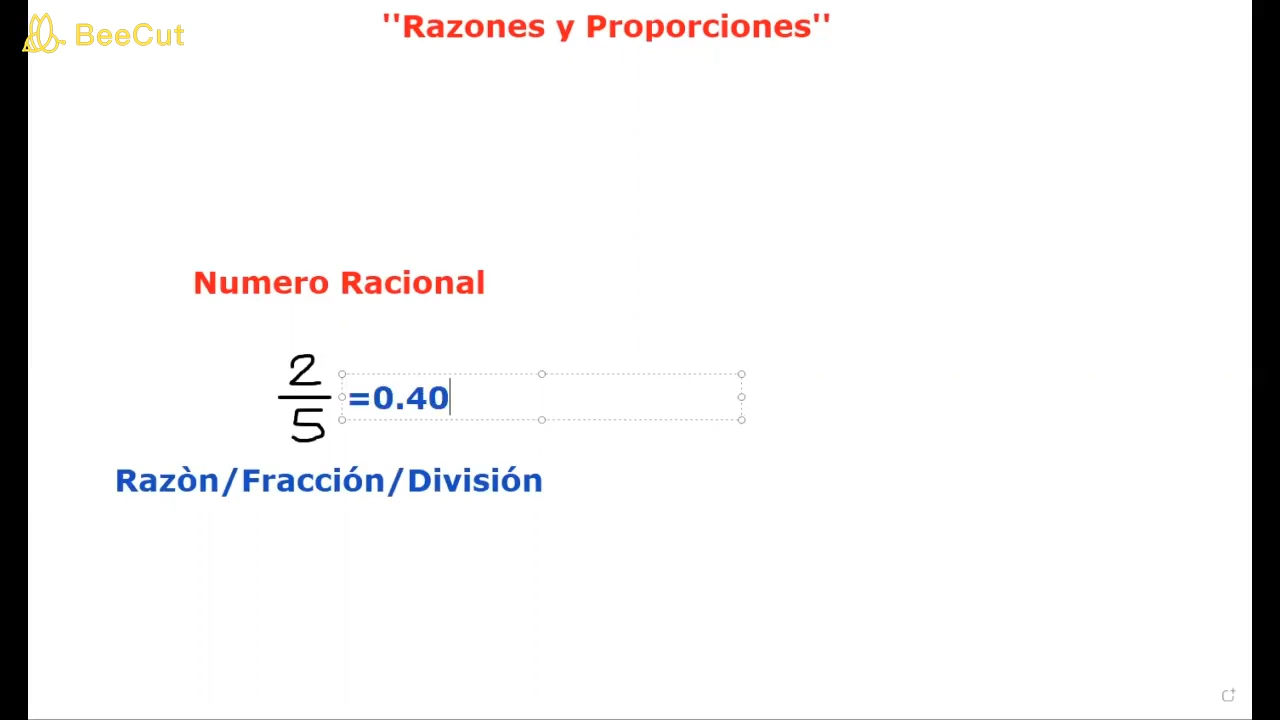 ''Razones y Proporciones''
BeeCut
Numero Racional
2
5
=0.40
Razòn/Fracción/División